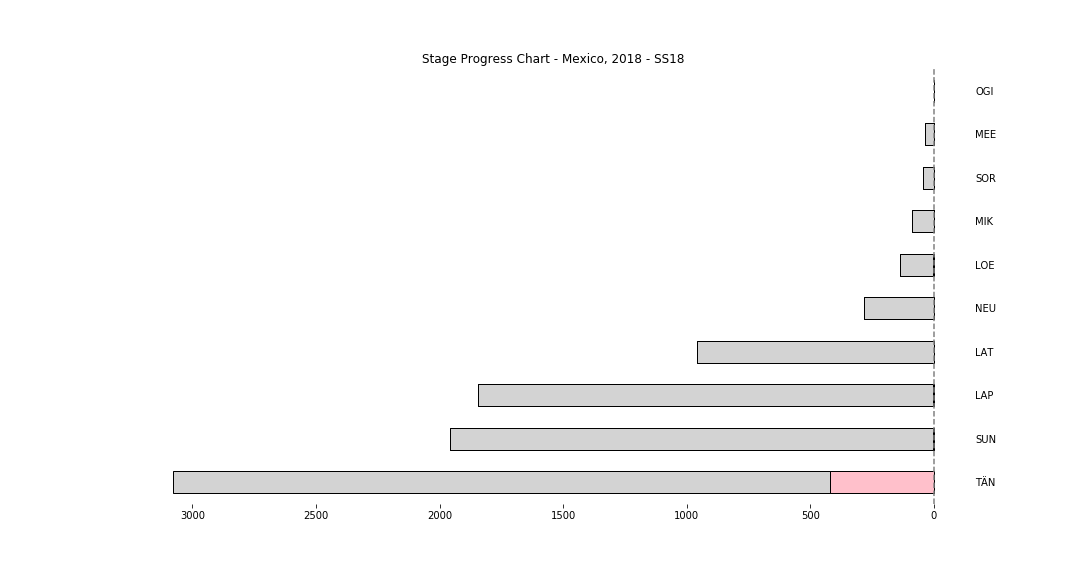 Stage Progress Chart - Mexico, 2018 - SS18
OGI
MEE
SOR
MIK
LOE
NEU
LAT
LAP
SUN
TÄN
3000 2500 2000 1500 1000 500 0